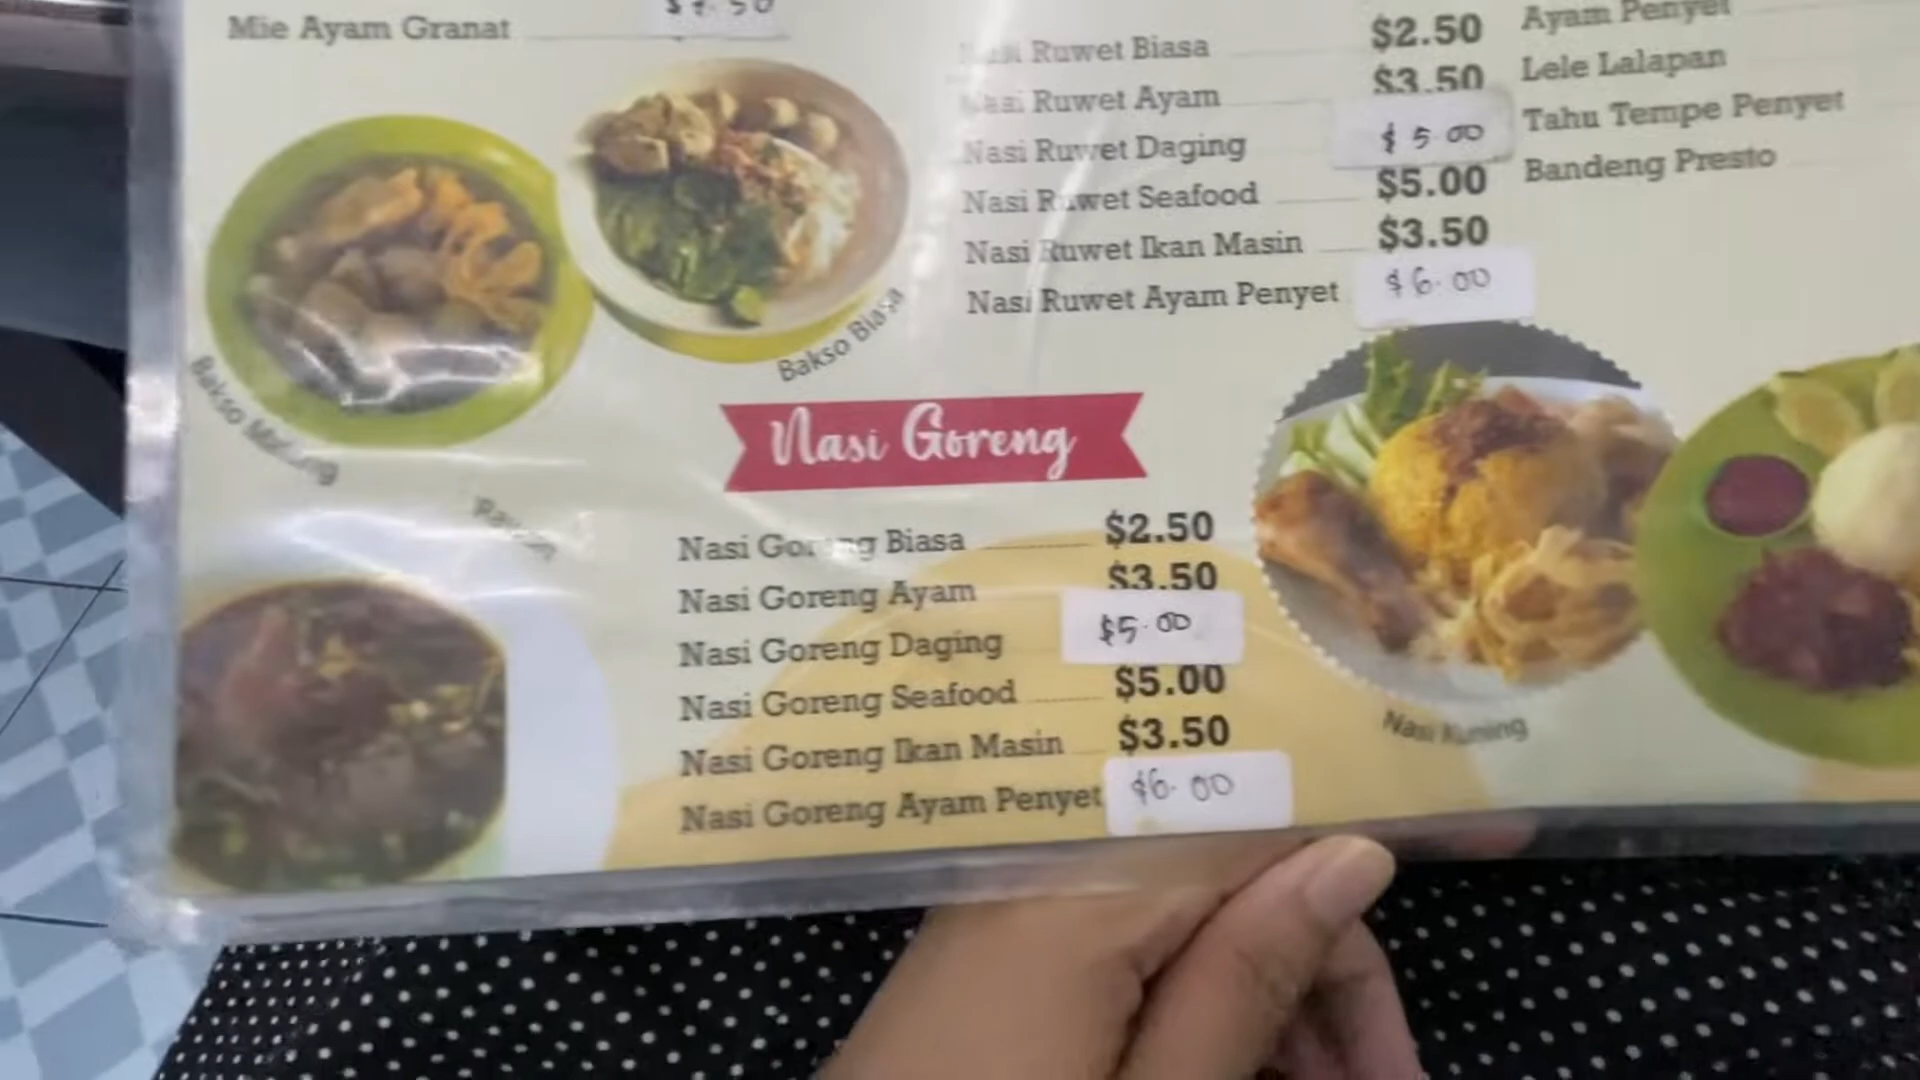 Mie Ayam Granat
Ruwet Biasa $2.50
Ruwet Ayam $3.50
Nasi Ruwet Daging $5.00
Nasi Ruwet Seafood $5.00
Nasi Ruwet Ikan Masin $3.50
Nasi Ruwet Ayam Penyet $6.00
Ayam Penyet
Lele Lalapan
Tahu Tempe Penyet
Bandeng Presto
Bakso Biasa
Bakso
Nasi Goreng
Nasi Goreng Biasa $2.50
Nasi Goreng Ayam $3.50
Nasi Goreng Daging $5.00
Nasi Goreng Seafood $5.00
Nasi Goreng Ikan Masin $3.50
Nasi Goreng Ayam Penyet $6.00
Nasi Kuning